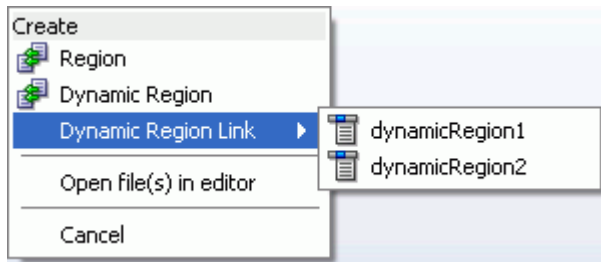 Create
Region
Dynamic Region
Dynamic Region Link
dynamicRegion1
dynamicRegion2
Open file(s) in editor
Cancel